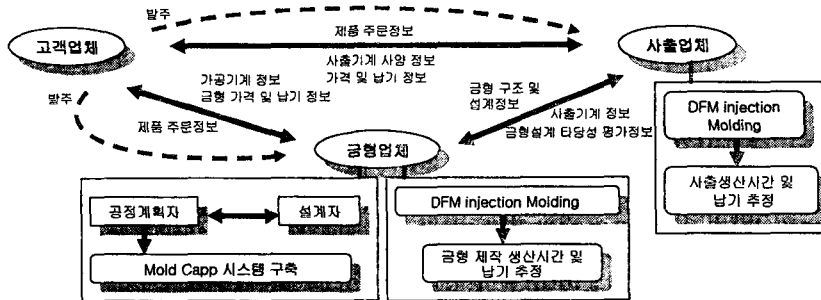 발주
고객업체
제품 주문정보
사출기계 사양 정보
가격 및 납기 정보
사출업체
가공기계 정보
금형 가격 및 납기 정보
발주
제품 주문정보
금형 구조 및
설계정보
사출기계 정보
금형설계 타당성 평가정보
금형업체
DFM injection
Molding
사출생산시간 및
납기 추정
공정계획자
설계자
Mold Capp 시스템 구축
DFM injection Molding
금형 제작 생산시간 및
납기 추정